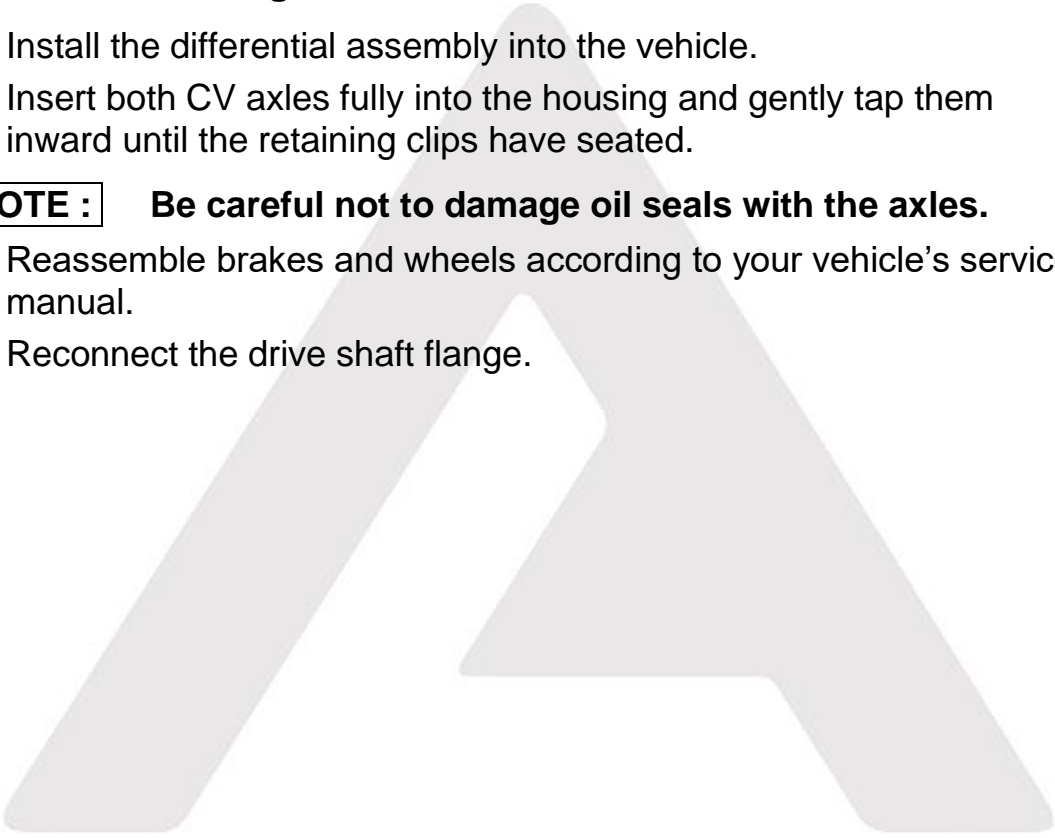 Install the differential assembly into the vehicle.
Insert both CV axles fully into the housing and gently tap them
inward until the retaining clips have seated.
OTE : Be careful not to damage oil seals with the axles.
Reassemble brakes and wheels according to your vehicle’s servic
manual.
Reconnect the drive shaft flange.